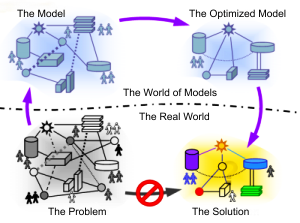 The Model
The Optimized Model
The World of Models
The Real World
The Problem
The Solution